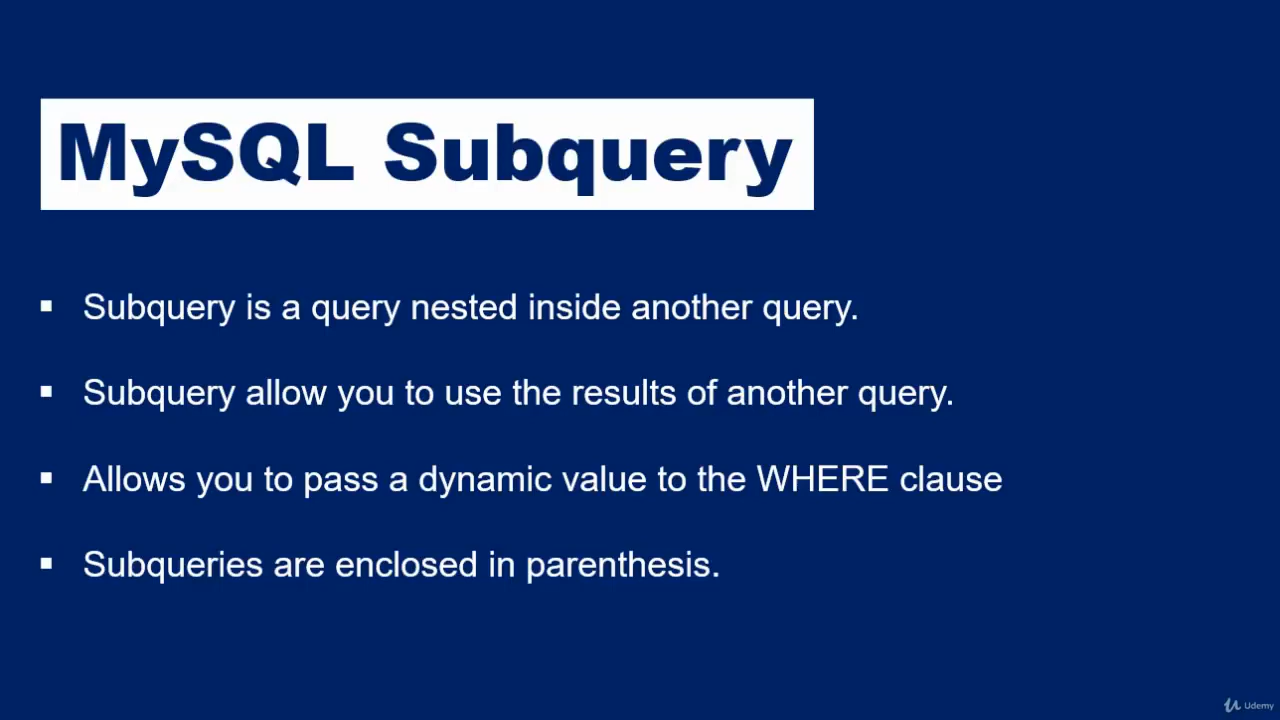 MySQL Subquery
▪ Subquery is a query nested inside another query.
▪ Subquery allow you to use the results of another query.
▪ Allows you to pass a dynamic value to the WHERE clause
▪ Subqueries are enclosed in parenthesis.
Udemy